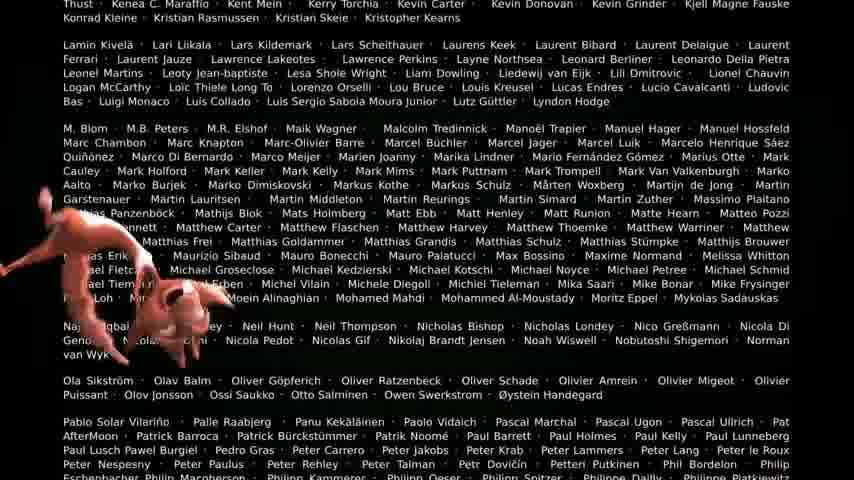 Thust · Kenea C. Maraffio · Kent Mein · Kerry Torchia · Kevin Carter · Kevin Donovan · Kevin Grinder · Kjell Magne Fauske
Konrad Kleine · Kristian Rasmussen · Kristian Skeie · Kristopher Kearns
Lamin Kivelä · Lari Liikala · Lars Kildemark · Lars Scheithauer · Laurens Keek · Laurent Bibard · Laurent Delaigue · Laurent
Ferrari · Laurent Jauze · Lawrence Lakeotes · Lawrence Perkins · Layne Northsea · Leonard Berliner · Leonardo Della Pietra
Leonel Martins · Leoty Jean-baptiste · Lesa Shole Wright · Liam Dowling · Liedewij van Eijk · Lili Dmitrovic · Lionel Chauvin
Logan McCarthy · Loïc Thiele Long To · Lorenzo Orselli · Lou Bruce · Louis Kreusel · Lucas Endres · Lucio Cavalcanti · Ludovic
Bas · Luigi Monaco · Luis Collado · Luis Sergio Saboia Moura Junior · Lutz Güttler · Lyndon Hodge
M. Blom · M.B. Peters · M.R. Elshof · Maik Wagner · Malcolm Tredinnick · Manoël Trapier · Manuel Hager · Manuel Hossfeld
Marc Chambon · Marc Knapton · Marc-Olivier Barre · Marcel Büchler · Marcel Jager · Marcel Luik · Marcelo Henrique Sáez
Quiñónez · Marco Di Bernardo · Marco Meijer · Marien Joanny · Marika Lindner · Mario Fernández Gómez · Marius Otte · Mark
Cauley · Mark Holford · Mark Keller · Mark Kelly · Mark Mims · Mark Puttnam · Mark Trompell · Mark Van Valkenburgh · Marko
Aalto · Marko Burjek · Marko Dimiskovski · Markus Kothe · Markus Schulz · Mårten Woxberg · Martijn de Jong · Martin
Garstenauer · Martin Lauritsen · Martin Middleton · Martin Reurings · Martin Simard · Martin Zuther · Massimo Plaitano
Panzenböck · Mathijs Blok · Mats Holmberg · Matt Ebb · Matt Henley · Matt Runion · Matte Hearn · Matteo Pozzi
Matthew Carter · Matthew Flaschen · Matthew Harvey · Matthew Thoemke · Matthew Warriner · Matthew
Matthias Frei · Matthias Goldammer · Matthias Grandis · Matthias Schulz · Matthias Stümpke · Matthijs Brouwer
Erik · Maurizio Sibaud · Mauro Bonecchi · Mauro Palatucci · Max Bossino · Maxime Normand · Melissa Whitton
Michael Groseclose · Michael Kedzierski · Michael Kotschi · Michael Noyce · Michael Petree · Michael Schmid
Erben · Michel Vilain · Michele Diegoli · Michiel Tieleman · Mika Saari · Mike Bonar · Mike Frysinger
Loh · Moein Alinaghian · Mohamed Mahdi · Mohammed Al-Moustady · Moritz Eppel · Mykolas Sadauskas
Neil Hunt · Neil Thompson · Nicholas Bishop · Nicholas Londey · Nico Greßmann · Nicola Di
Nicola Pedot · Nicolas Gif · Nikolaj Brandt Jensen · Noah Wiswell · Nobutoshi Shigemori · Norman
van Wyk
Ola Sikström · Olav Balm · Oliver Göpferich · Oliver Ratzenbeck · Oliver Schade · Olivier Amrein · Olivier Migeot · Olivier
Puissant · Olov Jonsson · Ossi Saukko · Otto Salminen · Owen Swerkstrom · Øystein Handegard
Pablo Solar Vilariño · Palle Raabjerg · Panu Kekäläinen · Paolo Vidaich · Pascal Marchal · Pascal Ugon · Pascal Ullrich · Pat
AfterMoon · Patrick Barroca · Patrick Bürckstümmer · Patrik Noomé · Paul Barrett · Paul Holmes · Paul Kelly · Paul Lunneberg
Paul Lusch Pawel Burgiel · Pedro Gras · Peter Carrero · Peter Jakobs · Peter Krab · Peter Lammers · Peter Lang · Peter le Roux
Peter Nespesny · Peter Paulus · Peter Rehley · Peter Talman · Petr Dovičín · Petteri Putkinen · Phil Bordelon · Philip
Eschenbacher Philip Macpherson · Philipp Kammerer · Philipp Oeser · Philipp Spitzer · Philippe Dailly · Philippe Platkiewitz